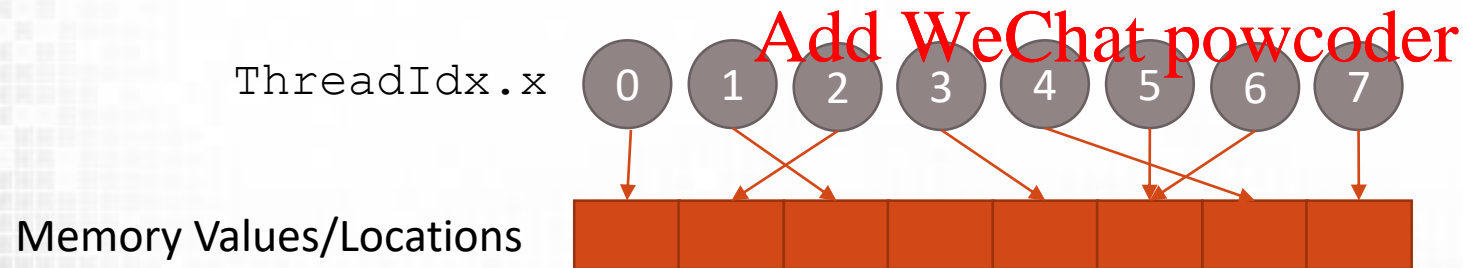 Add WeChat powcoder
ThreadIdx.x 0 1 2 3 4 5 6 7
Memory Values/Locations